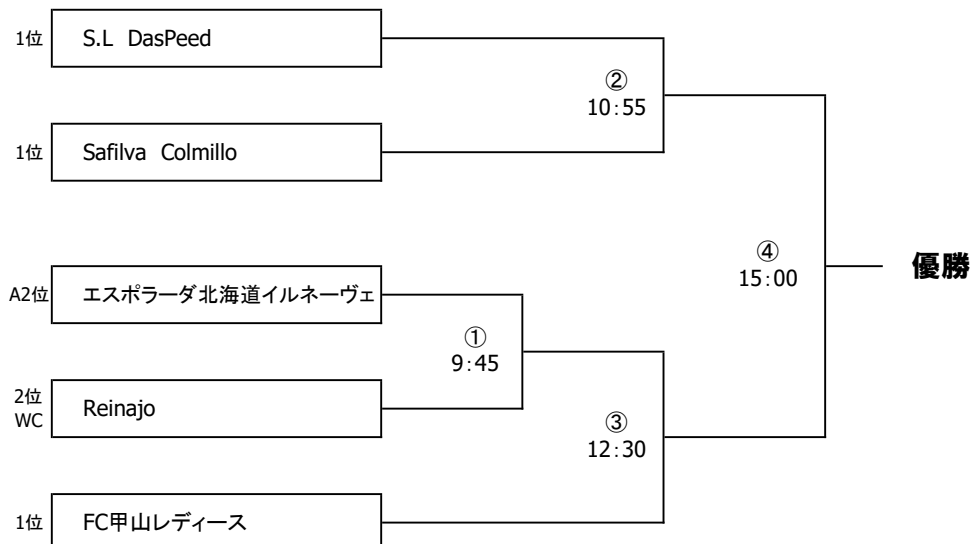 1位 S.L DasPeed
②
10:55
1位 Safilva Colmillo
④
15:00
優勝
A2位 エスポラーダ北海道イルネーヴェ
①
9:45
2位
WC
Reinajo
③
12:30
1位 FC甲山レディース